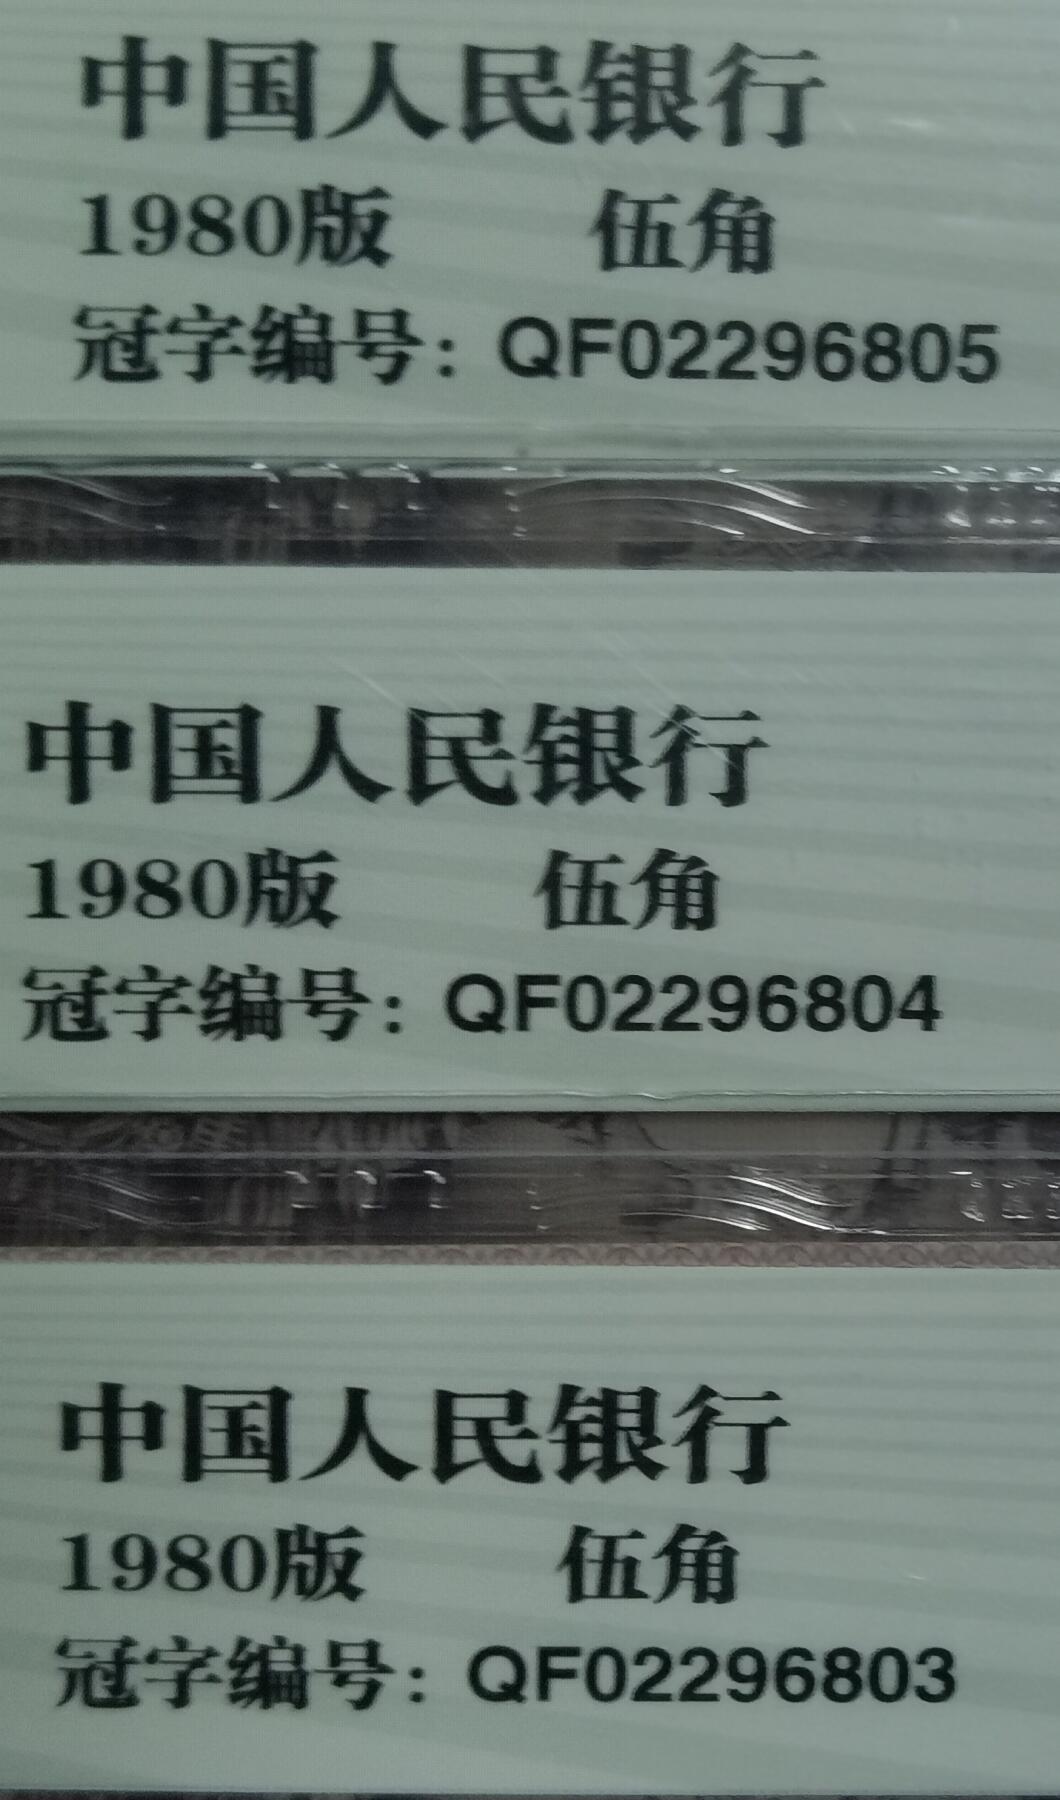 中国人民银行
1980版 伍角
冠字编号：QF02296805
中国人民银行
1980版 伍角
冠字编号：QF02296804
中国人民银行
1980版 伍角
冠字编号：QF02296803